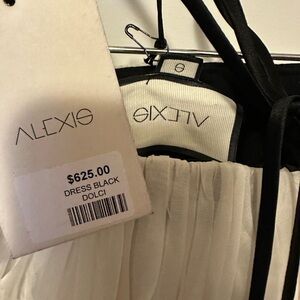 ALEXIS
$625.00
DRESS BLACK
DOLCI
S
ALEXIS